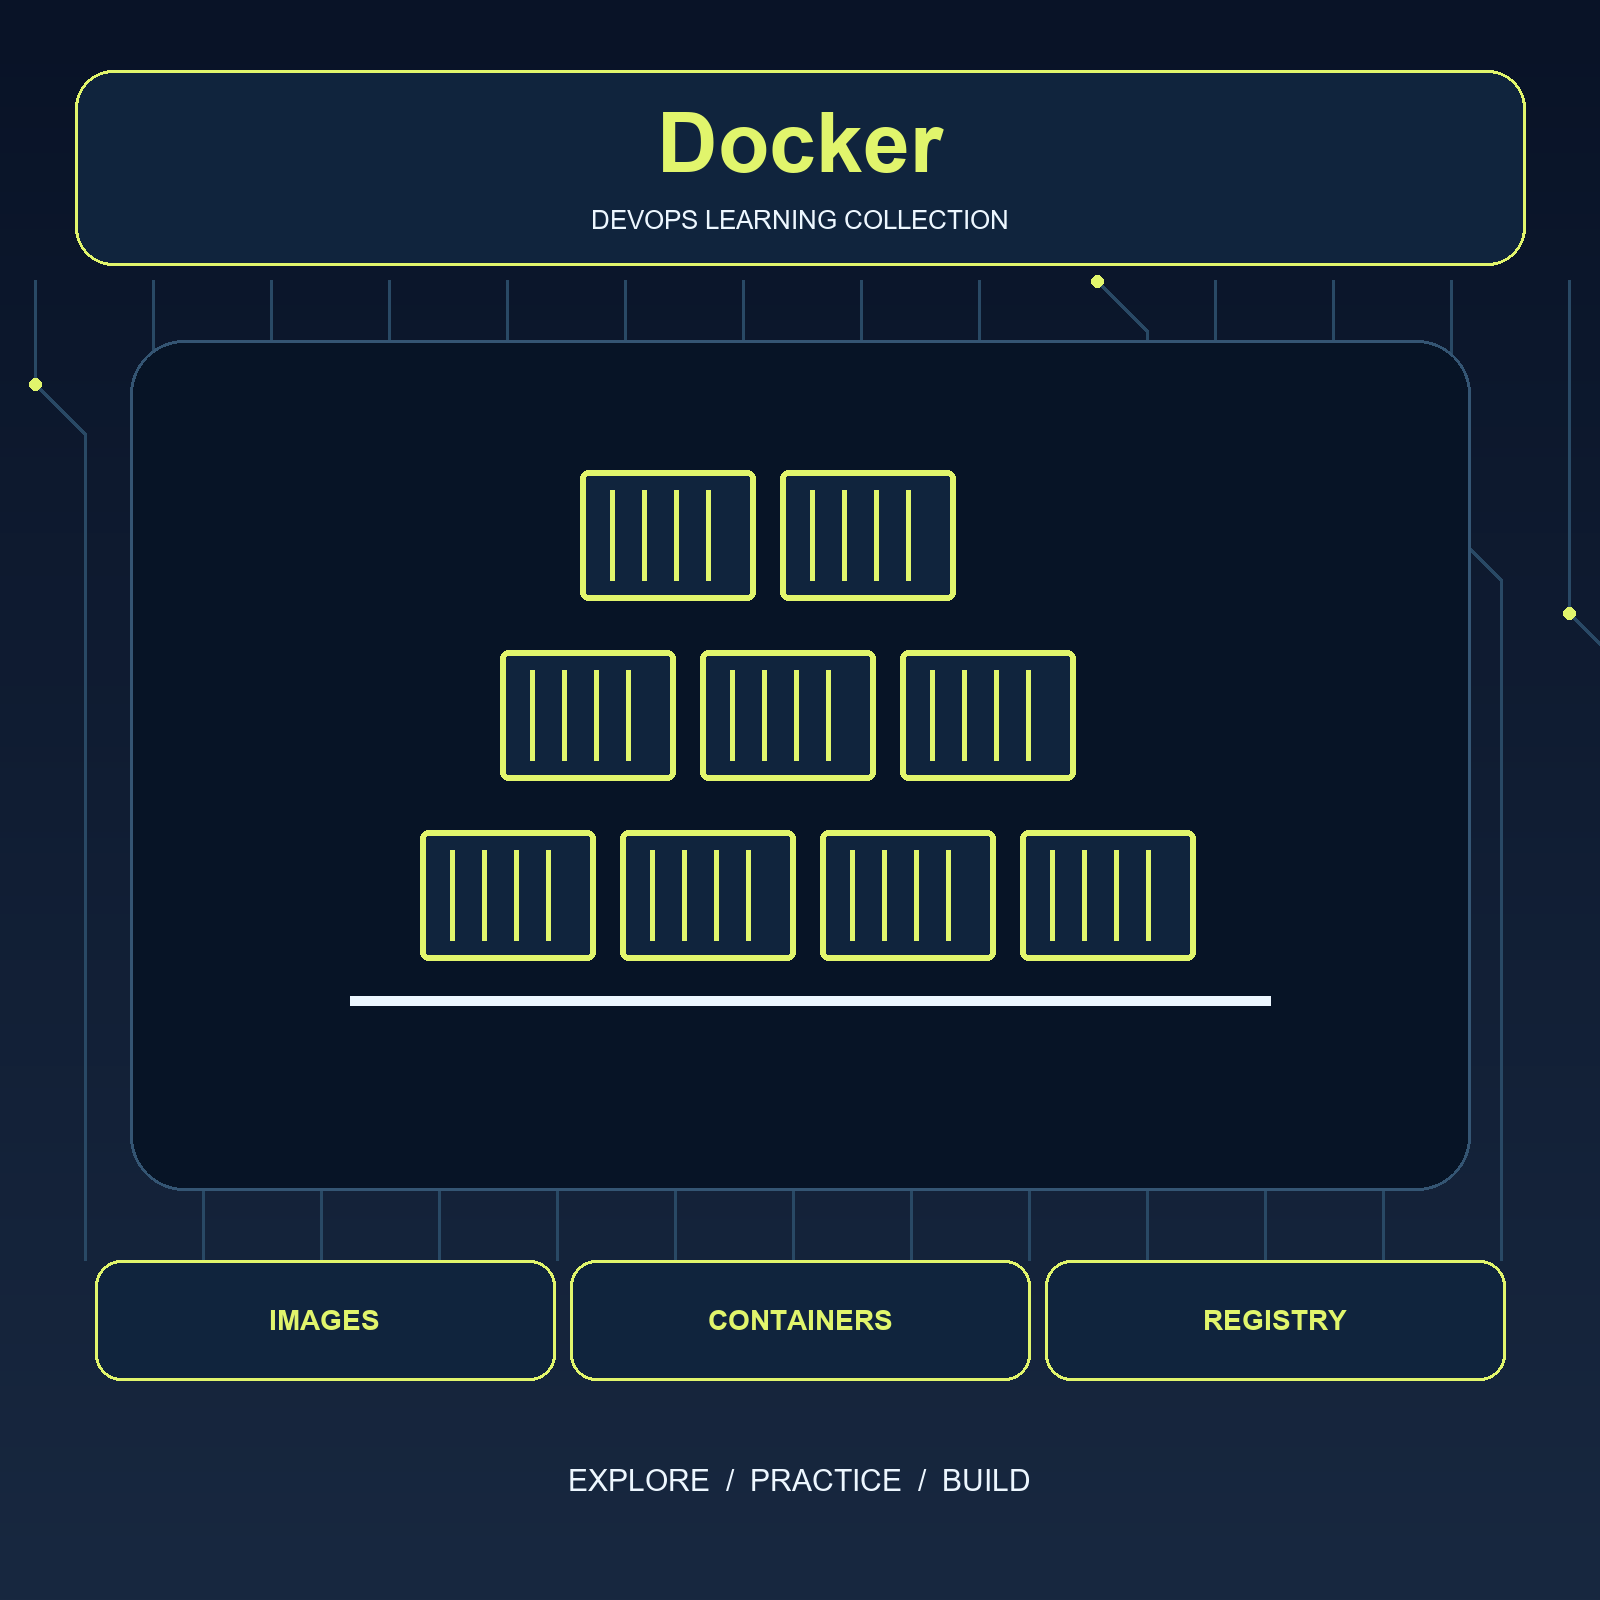 Docker
DEVOPS LEARNING COLLECTION
IMAGES
CONTAINERS
REGISTRY
EXPLORE / PRACTICE / BUILD